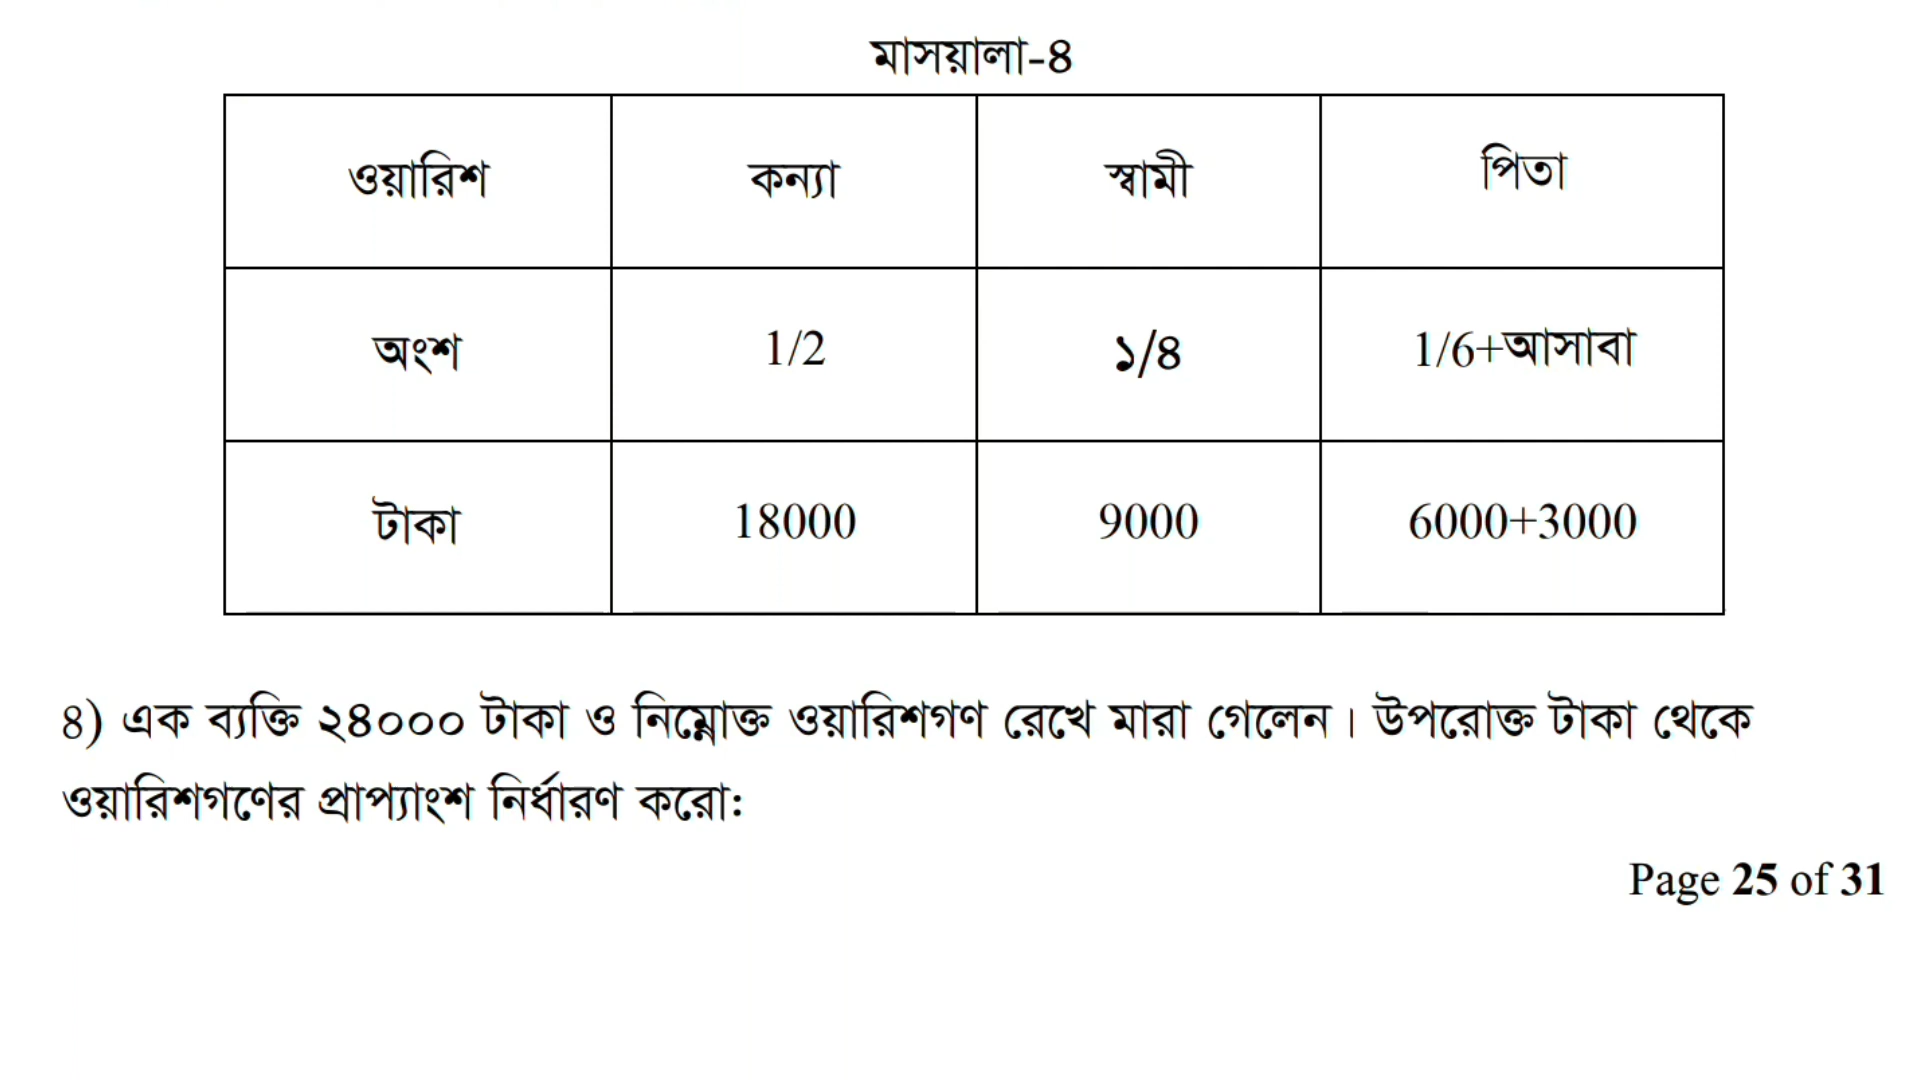 মাসয়ালা-৪
ওয়ারিশ কন্যা স্বামী পিতা
অংশ 1/2 ১/৪ 1/6+আসাবা
টাকা 18000 9000 6000+3000
8) এক ব্যক্তি ২৪০০০ টাকা ও নিম্নোক্ত ওয়ারিশগণ রেখে মারা গেলেন। উপরোক্ত টাকা থেকে
ওয়ারিশগণের প্রাপ্যাংশ নির্ধারণ করো:
Page 25 of 31